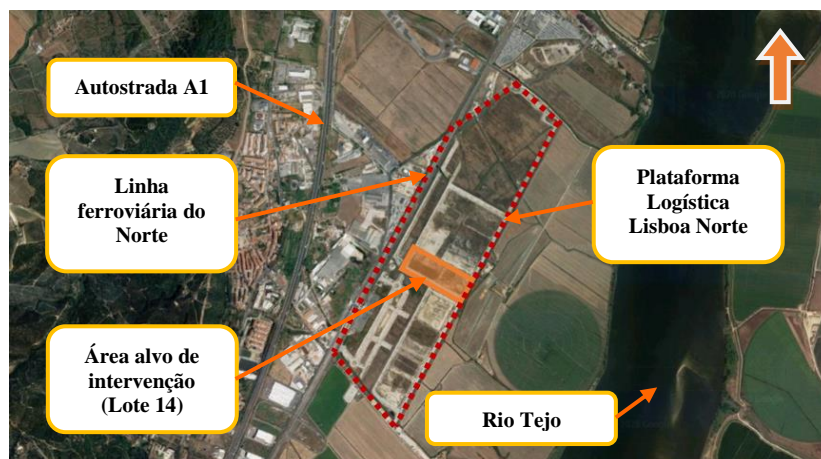 Autostrada A1
Linha
ferroviária do
Norte
Plataforma
Logística
Lisboa Norte
Área alvo de
intervenção
(Lote 14)
Rio Tejo